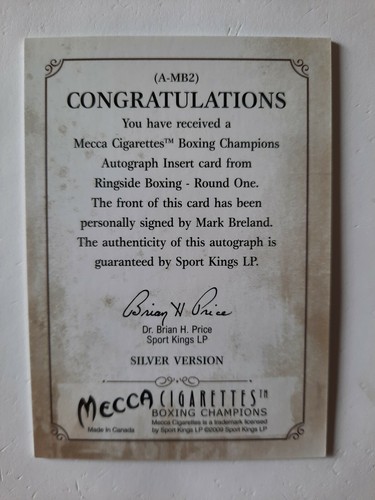 (A-MB2)
CONGRATULATIONS
You have received a
Mecca Cigarettes™ Boxing Champions
Autograph Insert card from
Ringside Boxing - Round One.
The front of this card has been
personally signed by Mark Breland.
The authenticity of this autograph is
guaranteed by Sport Kings LP.
Brian H Price
Dr. Brian H. Price
Sport Kings LP
SILVER VERSION
MECCA CIGARETTES™
BOXING CHAMPIONS
Made in Canada
Mecca Cigarettes is a trademark licensed
by Sport Kings LP ©2009 Sport Kings LP